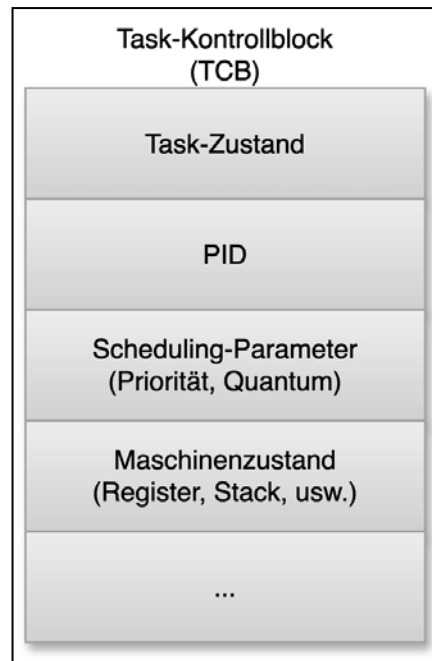 Task-Kontrollblock
(TCB)
Task-Zustand
PID
Scheduling-Parameter
(Priorität, Quantum)
Maschinenzustand
(Register, Stack, usw.)
...